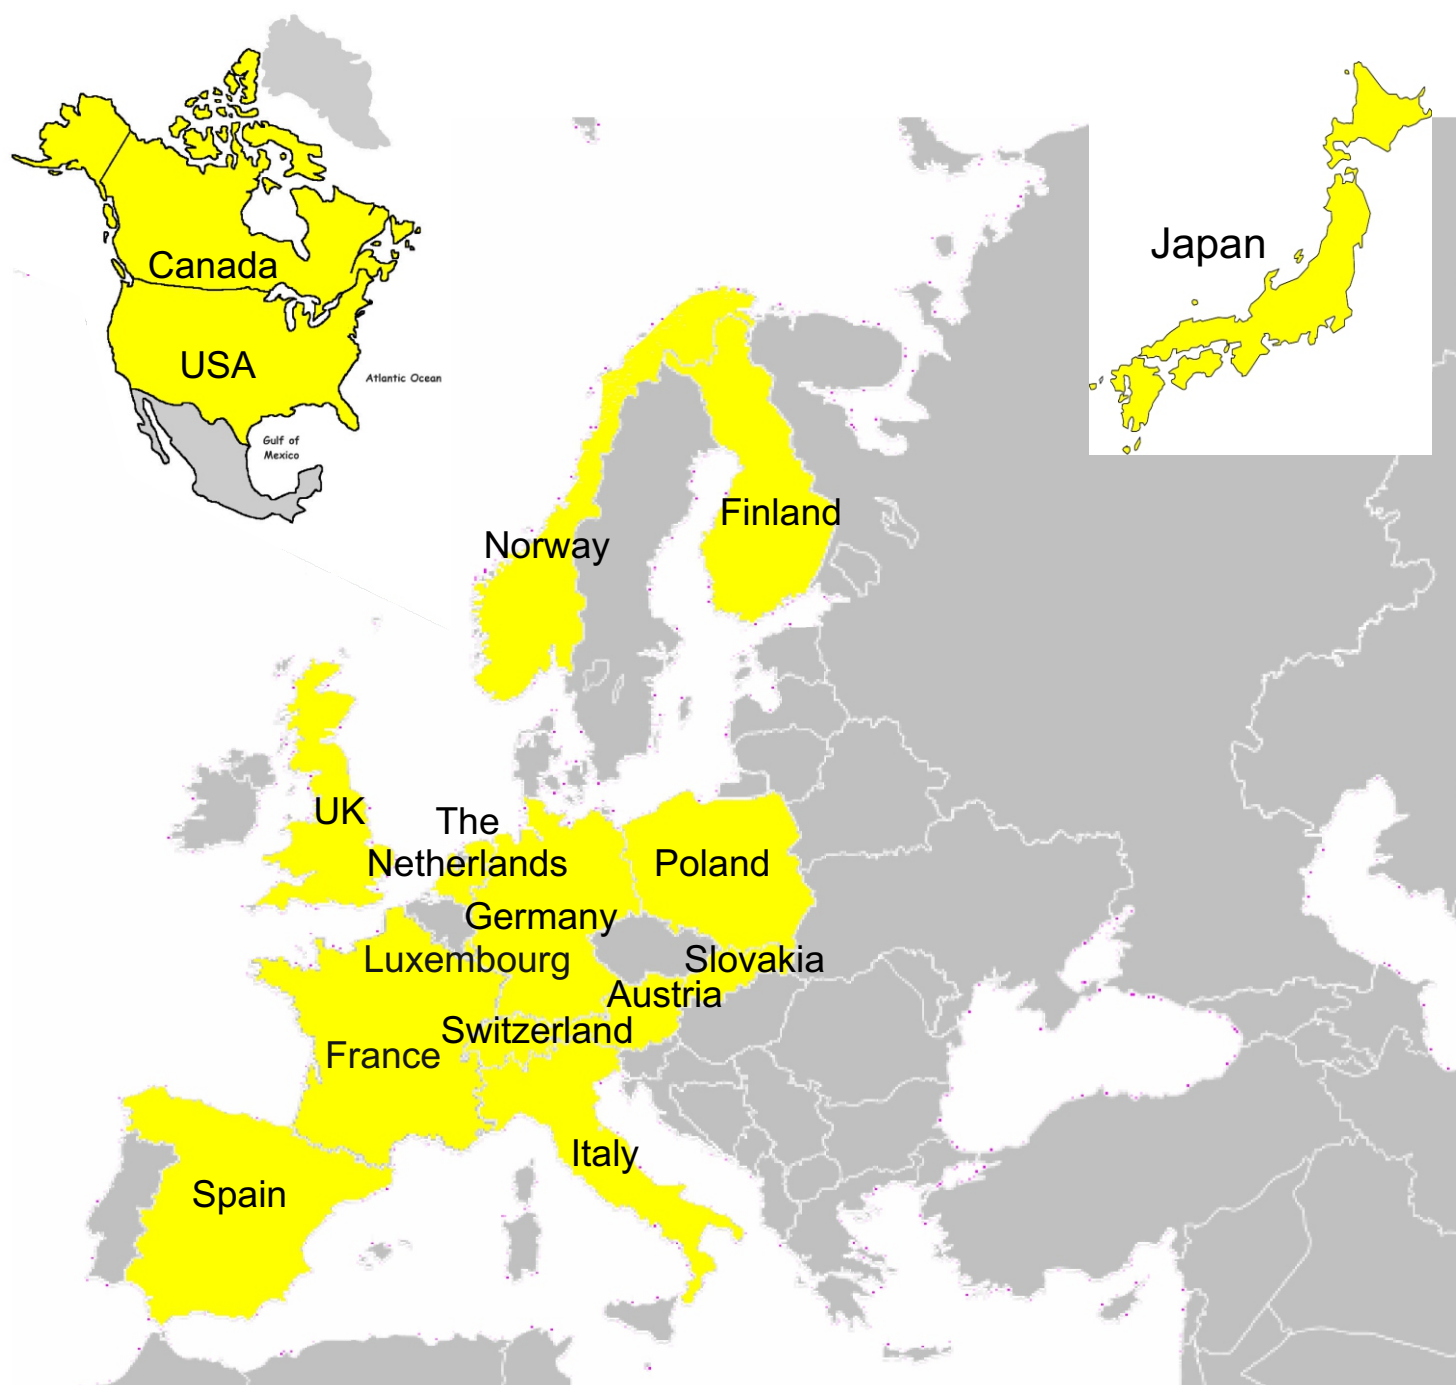 Canada
USA
Atlantic Ocean
Gulf of
Mexico
Japan
Finland
Norway
UK
The
Netherlands
Poland
Germany
Luxembourg
Slovakia
Austria
Switzerland
France
Italy
Spain